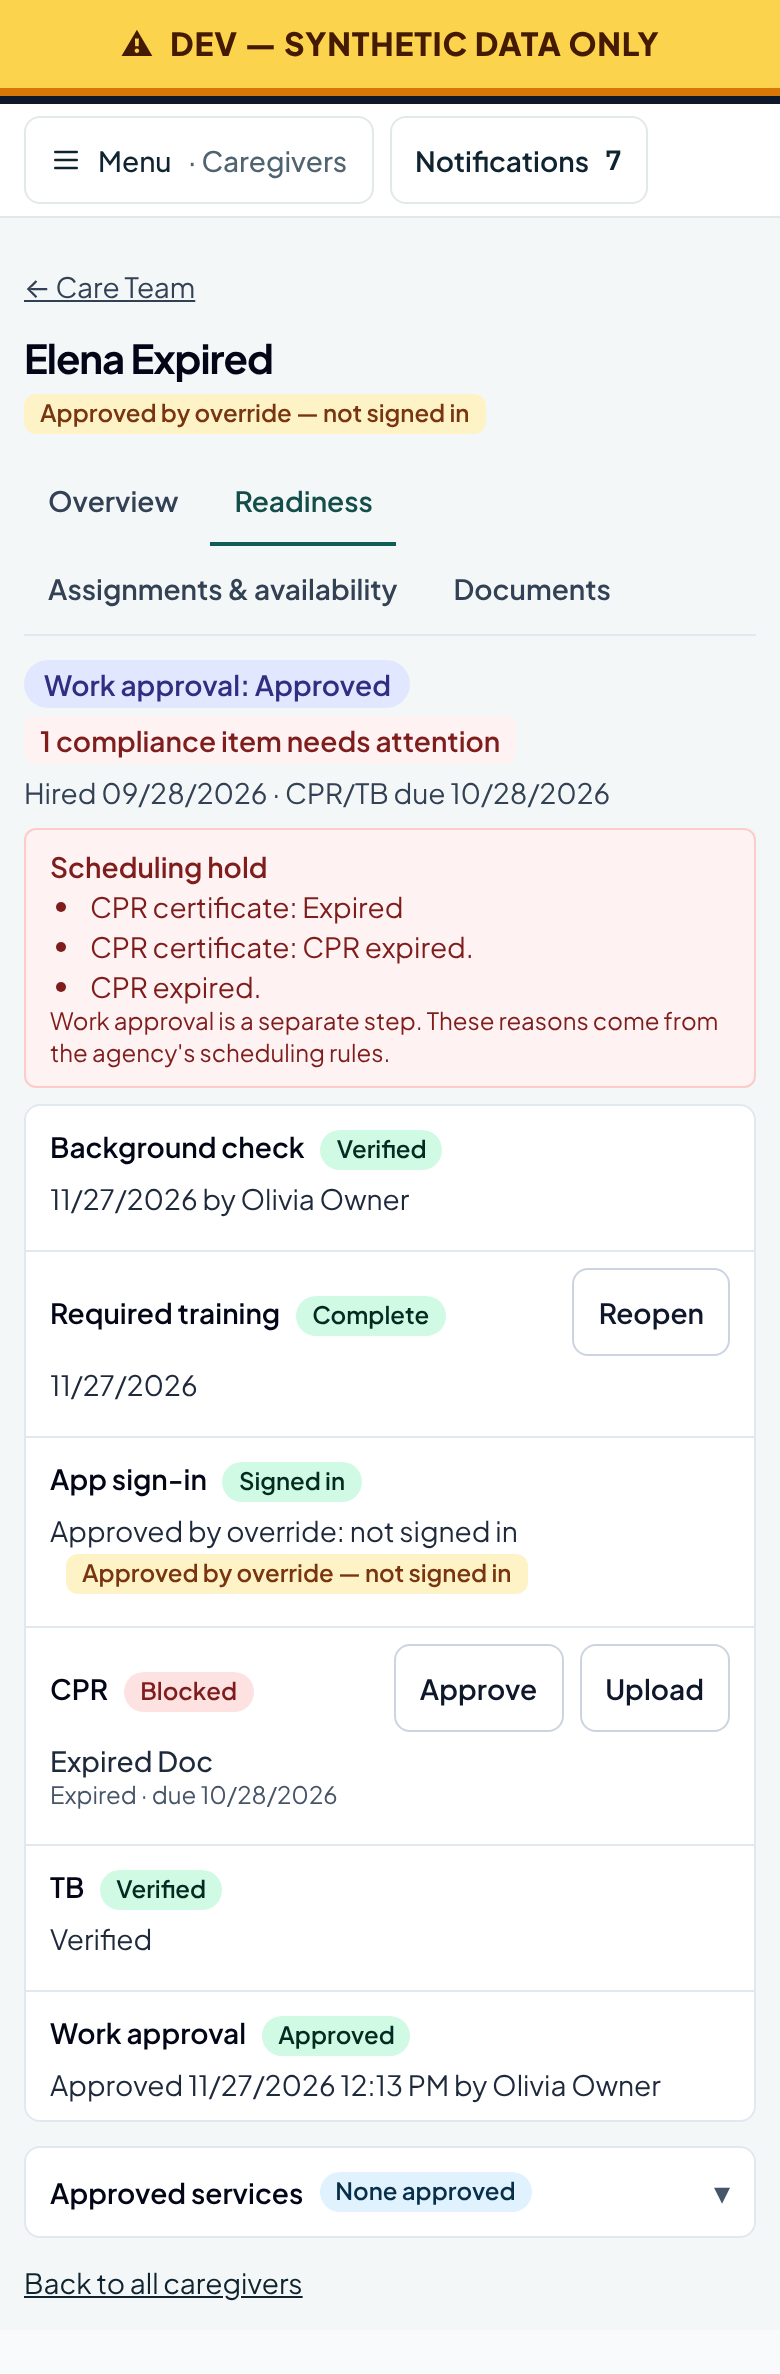 ⚠ DEV — SYNTHETIC DATA ONLY
☰ Menu · Caregivers Notifications 7
← Care Team
Elena Expired
Approved by override — not signed in
Overview Readiness
Assignments & availability Documents
Work approval: Approved
1 compliance item needs attention
Hired 09/28/2026 · CPR/TB due 10/28/2026
Scheduling hold
• CPR certificate: Expired
• CPR certificate: CPR expired.
• CPR expired.
Work approval is a separate step. These reasons come from
the agency's scheduling rules.
Background check Verified
11/27/2026 by Olivia Owner
Required training Complete Reopen
11/27/2026
App sign-in Signed in
Approved by override: not signed in
Approved by override — not signed in
CPR Blocked Approve Upload
Expired Doc
Expired · due 10/28/2026
TB Verified
Verified
Work approval Approved
Approved 11/27/2026 12:13 PM by Olivia Owner
Approved services None approved ▼
Back to all caregivers